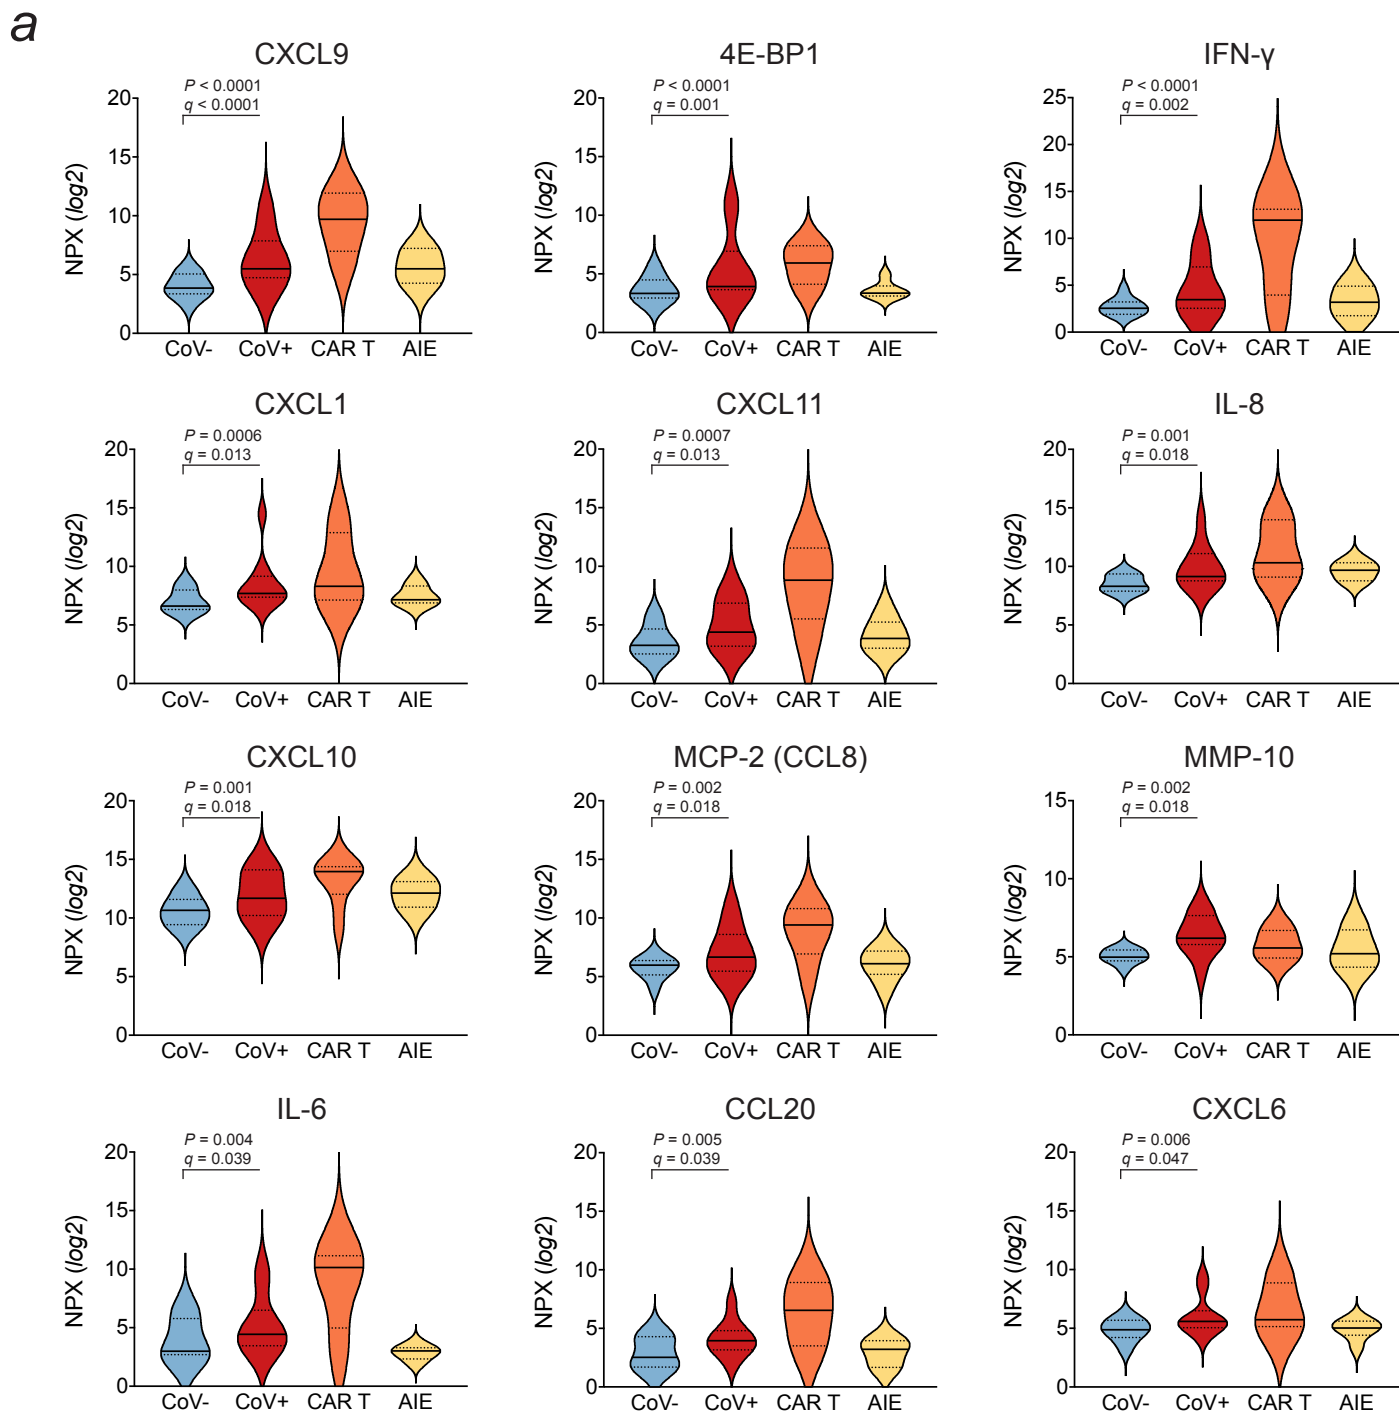 a
CXCL9
P < 0.0001
q < 0.0001
20
15
10
5
0
NPX (log2)
CoV- CoV+ CAR T AIE
4E-BP1
P < 0.0001
q = 0.001
20
15
10
5
0
NPX (log2)
CoV- CoV+ CAR T AIE
IFN-γ
P < 0.0001
q = 0.002
25
20
15
10
5
0
NPX (log2)
CoV- CoV+ CAR T AIE
CXCL1
P = 0.0006
q = 0.013
20
15
10
5
0
NPX (log2)
CoV- CoV+ CAR T AIE
CXCL11
P = 0.0007
q = 0.013
20
15
10
5
0
NPX (log2)
CoV- CoV+ CAR T AIE
IL-8
P = 0.001
q = 0.018
20
15
10
5
0
NPX (log2)
CoV- CoV+ CAR T AIE
CXCL10
P = 0.001
q = 0.018
20
15
10
5
0
NPX (log2)
CoV- CoV+ CAR T AIE
MCP-2 (CCL8)
P = 0.002
q = 0.018
20
15
10
5
0
NPX (log2)
CoV- CoV+ CAR T AIE
MMP-10
P = 0.002
q = 0.018
15
10
5
0
NPX (log2)
CoV- CoV+ CAR T AIE
IL-6
P = 0.004
q = 0.039
20
15
10
5
0
NPX (log2)
CoV- CoV+ CAR T AIE
CCL20
P = 0.005
q = 0.039
20
15
10
5
0
NPX (log2)
CoV- CoV+ CAR T AIE
CXCL6
P = 0.006
q = 0.047
20
15
10
5
0
NPX (log2)
CoV- CoV+ CAR T AIE